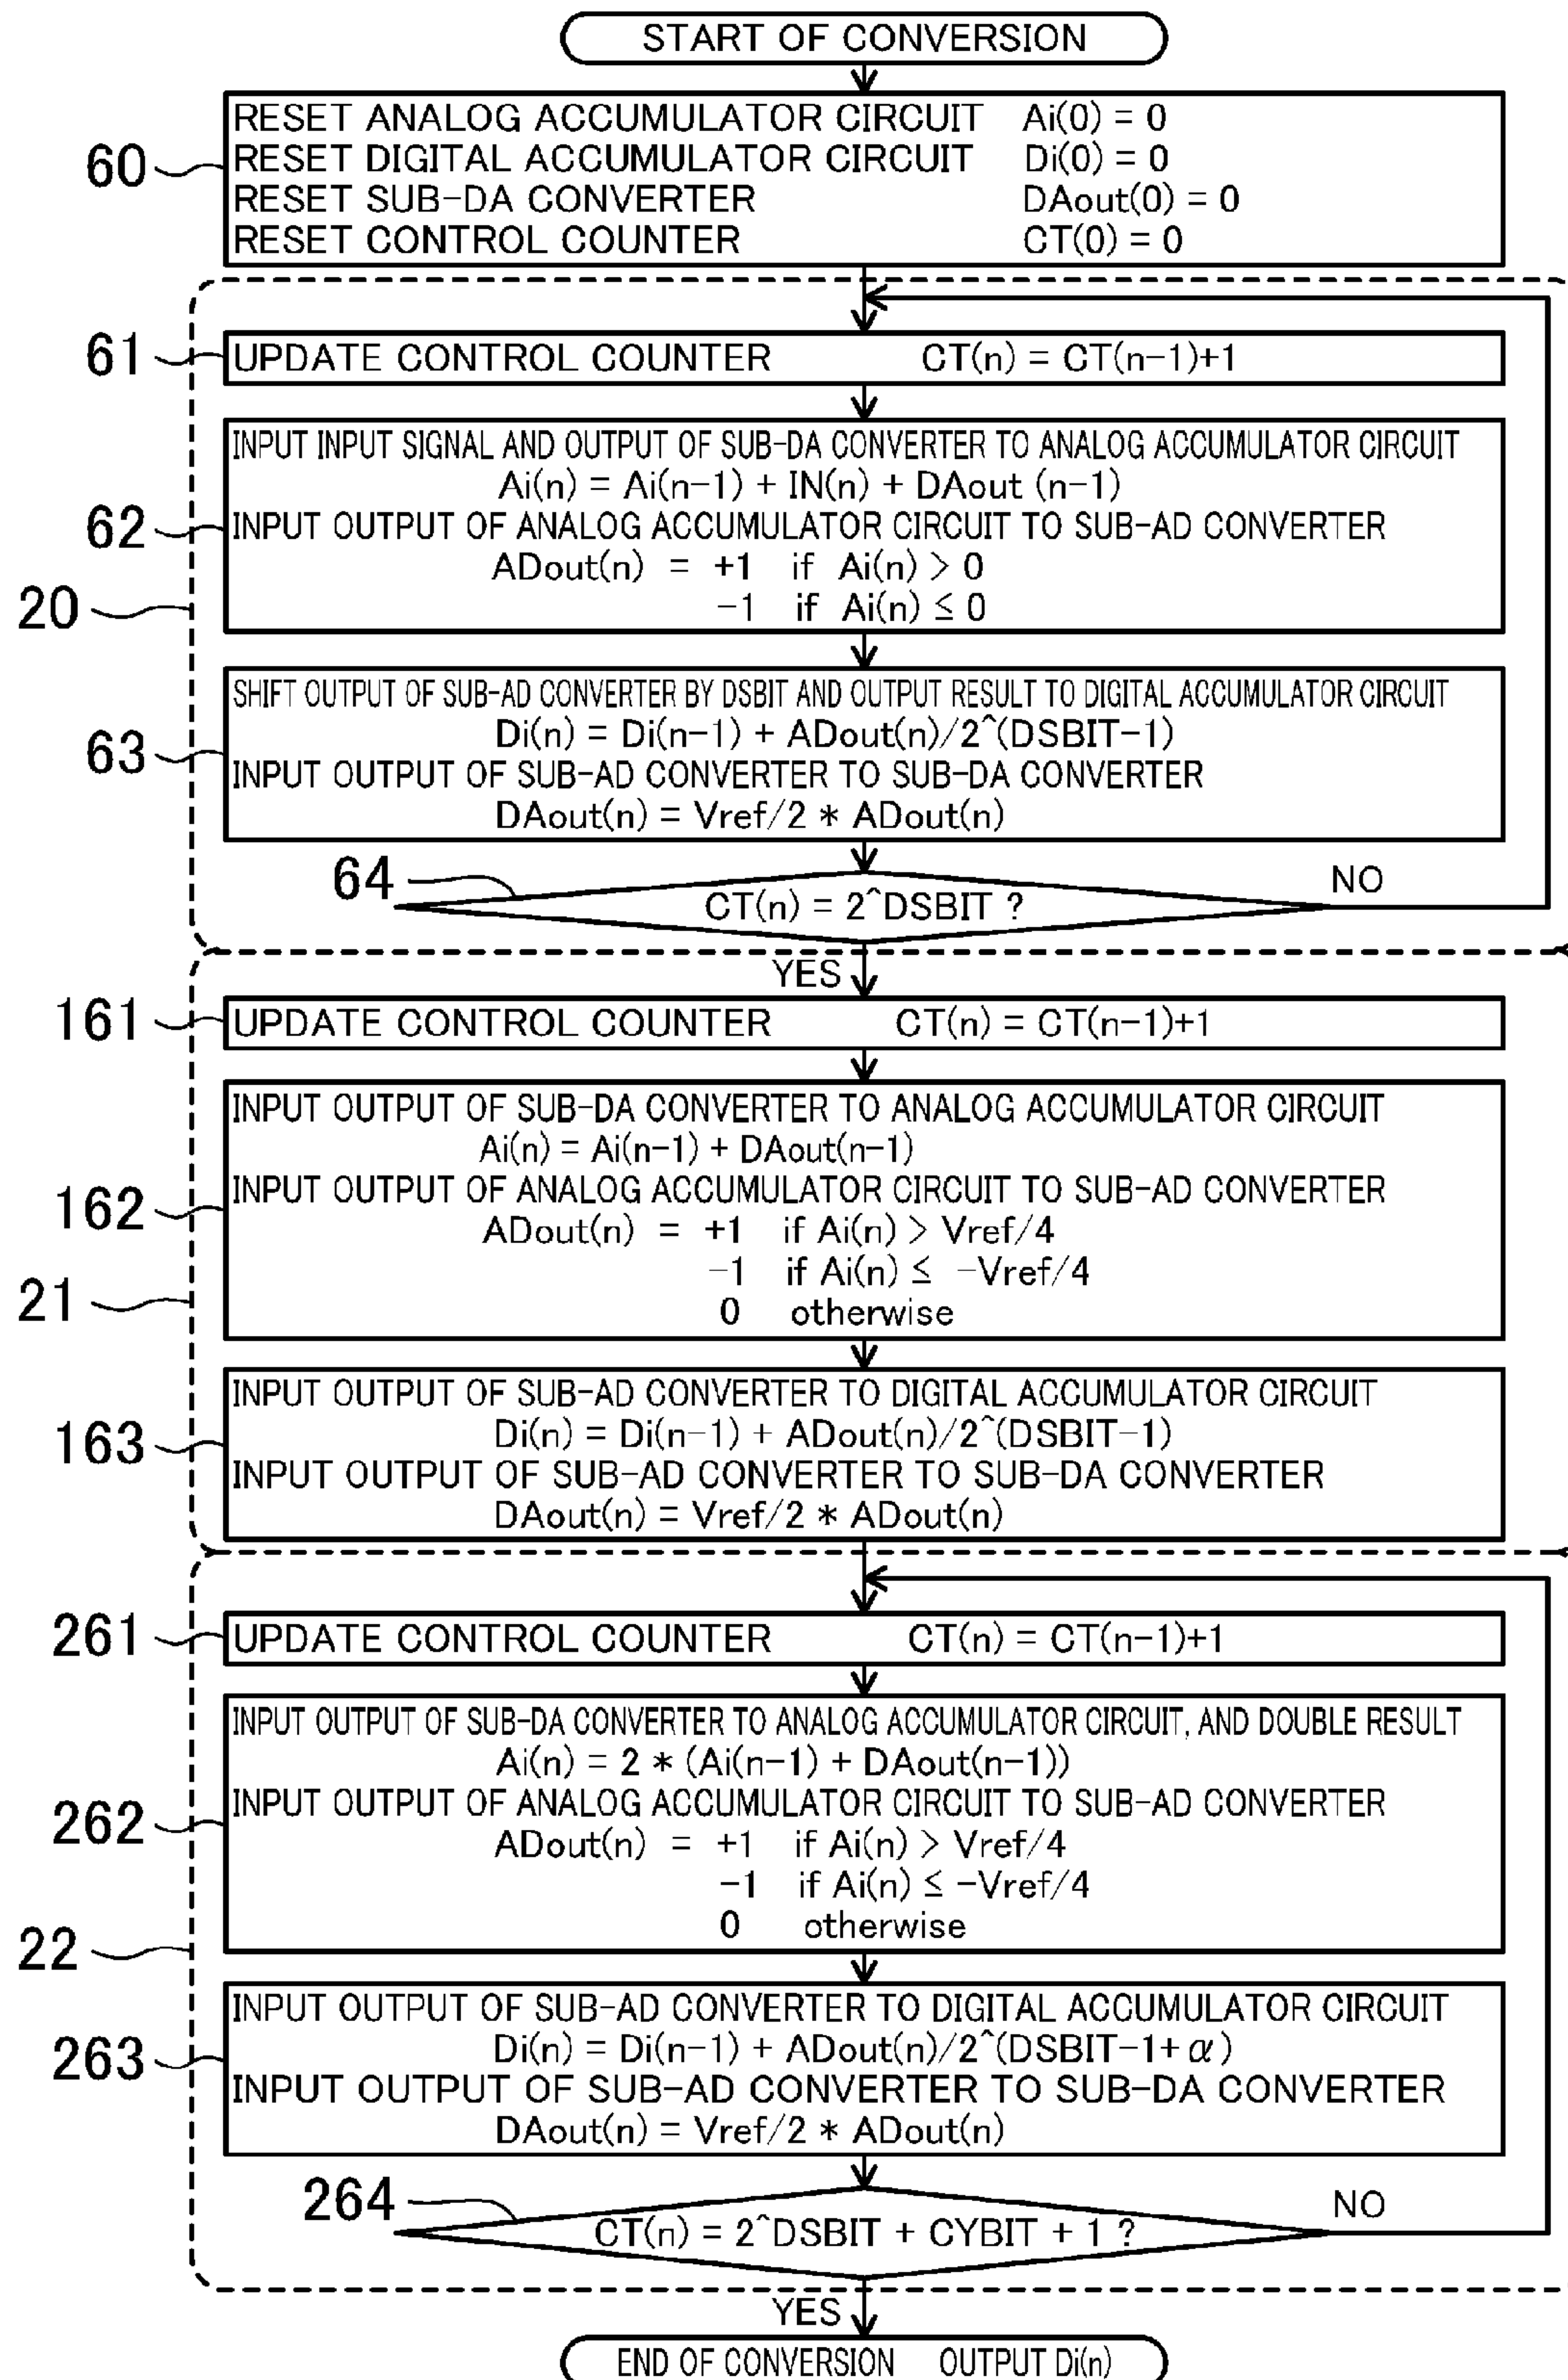 START OF CONVERSION
60
RESET ANALOG ACCUMULATOR CIRCUIT Ai(0) = 0
RESET DIGITAL ACCUMULATOR CIRCUIT Di(0) = 0
RESET SUB-DA CONVERTER DAout(0) = 0
RESET CONTROL COUNTER CT(0) = 0
20
61
UPDATE CONTROL COUNTER CT(n) = CT(n-1)+1
62
INPUT INPUT SIGNAL AND OUTPUT OF SUB-DA CONVERTER TO ANALOG ACCUMULATOR CIRCUIT
Ai(n) = Ai(n-1) + IN(n) + DAout (n-1)
INPUT OUTPUT OF ANALOG ACCUMULATOR CIRCUIT TO SUB-AD CONVERTER
ADout(n) = +1 if Ai(n) > 0
-1 if Ai(n) ≤ 0
63
SHIFT OUTPUT OF SUB-AD CONVERTER BY DSBIT AND OUTPUT RESULT TO DIGITAL ACCUMULATOR CIRCUIT
Di(n) = Di(n-1) + ADout(n)/2^(DSBIT-1)
INPUT OUTPUT OF SUB-AD CONVERTER TO SUB-DA CONVERTER
DAout(n) = Vref/2 * ADout(n)
64
CT(n) = 2^DSBIT ?
NO
YES
21
161
UPDATE CONTROL COUNTER CT(n) = CT(n-1)+1
162
INPUT OUTPUT OF SUB-DA CONVERTER TO ANALOG ACCUMULATOR CIRCUIT
Ai(n) = Ai(n-1) + DAout(n-1)
INPUT OUTPUT OF ANALOG ACCUMULATOR CIRCUIT TO SUB-AD CONVERTER
ADout(n) = +1 if Ai(n) > Vref/4
-1 if Ai(n) ≤ -Vref/4
0 otherwise
163
INPUT OUTPUT OF SUB-AD CONVERTER TO DIGITAL ACCUMULATOR CIRCUIT
Di(n) = Di(n-1) + ADout(n)/2^(DSBIT-1)
INPUT OUTPUT OF SUB-AD CONVERTER TO SUB-DA CONVERTER
DAout(n) = Vref/2 * ADout(n)
22
261
UPDATE CONTROL COUNTER CT(n) = CT(n-1)+1
262
INPUT OUTPUT OF SUB-DA CONVERTER TO ANALOG ACCUMULATOR CIRCUIT, AND DOUBLE RESULT
Ai(n) = 2 * (Ai(n-1) + DAout(n-1))
INPUT OUTPUT OF ANALOG ACCUMULATOR CIRCUIT TO SUB-AD CONVERTER
ADout(n) = +1 if Ai(n) > Vref/4
-1 if Ai(n) ≤ -Vref/4
0 otherwise
263
INPUT OUTPUT OF SUB-AD CONVERTER TO DIGITAL ACCUMULATOR CIRCUIT
Di(n) = Di(n-1) + ADout(n)/2^(DSBIT-1+α)
INPUT OUTPUT OF SUB-AD CONVERTER TO SUB-DA CONVERTER
DAout(n) = Vref/2 * ADout(n)
264
CT(n) = 2^DSBIT + CYBIT + 1 ?
NO
YES
END OF CONVERSION OUTPUT Di(n)